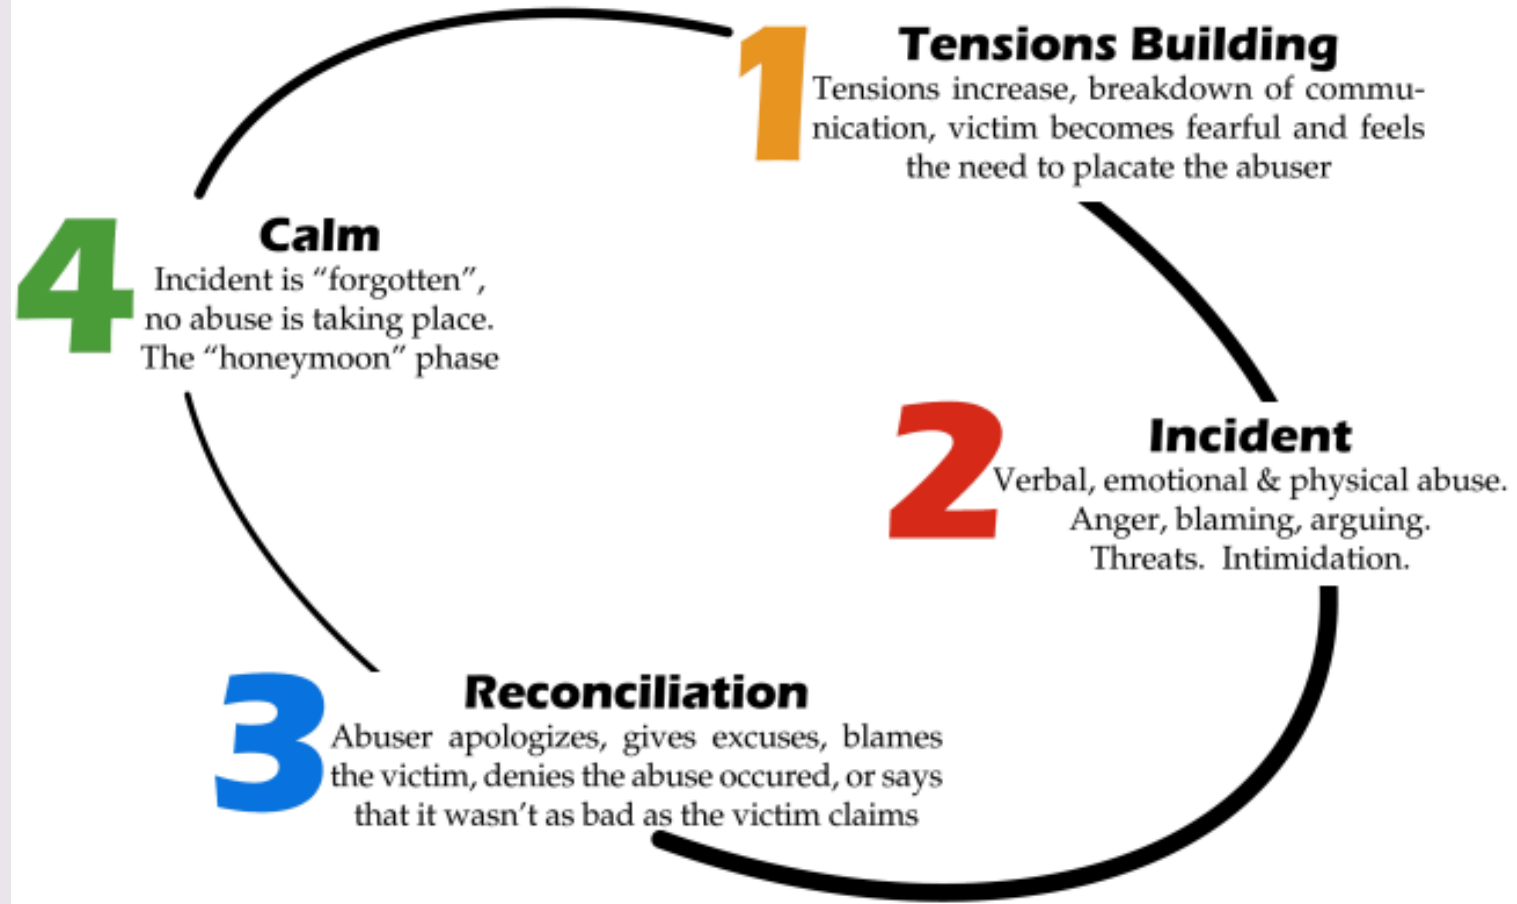 1
Tensions Building
Tensions increase, breakdown of commu-
nication, victim becomes fearful and feels
the need to placate the abuser
2
Incident
Verbal, emotional & physical abuse.
Anger, blaming, arguing.
Threats.  Intimidation.
3
Reconciliation
Abuser apologizes, gives excuses, blames
the victim, denies the abuse occured, or says
that it wasn't as bad as the victim claims
4
Calm
Incident is “forgotten”,
no abuse is taking place.
The “honeymoon” phase